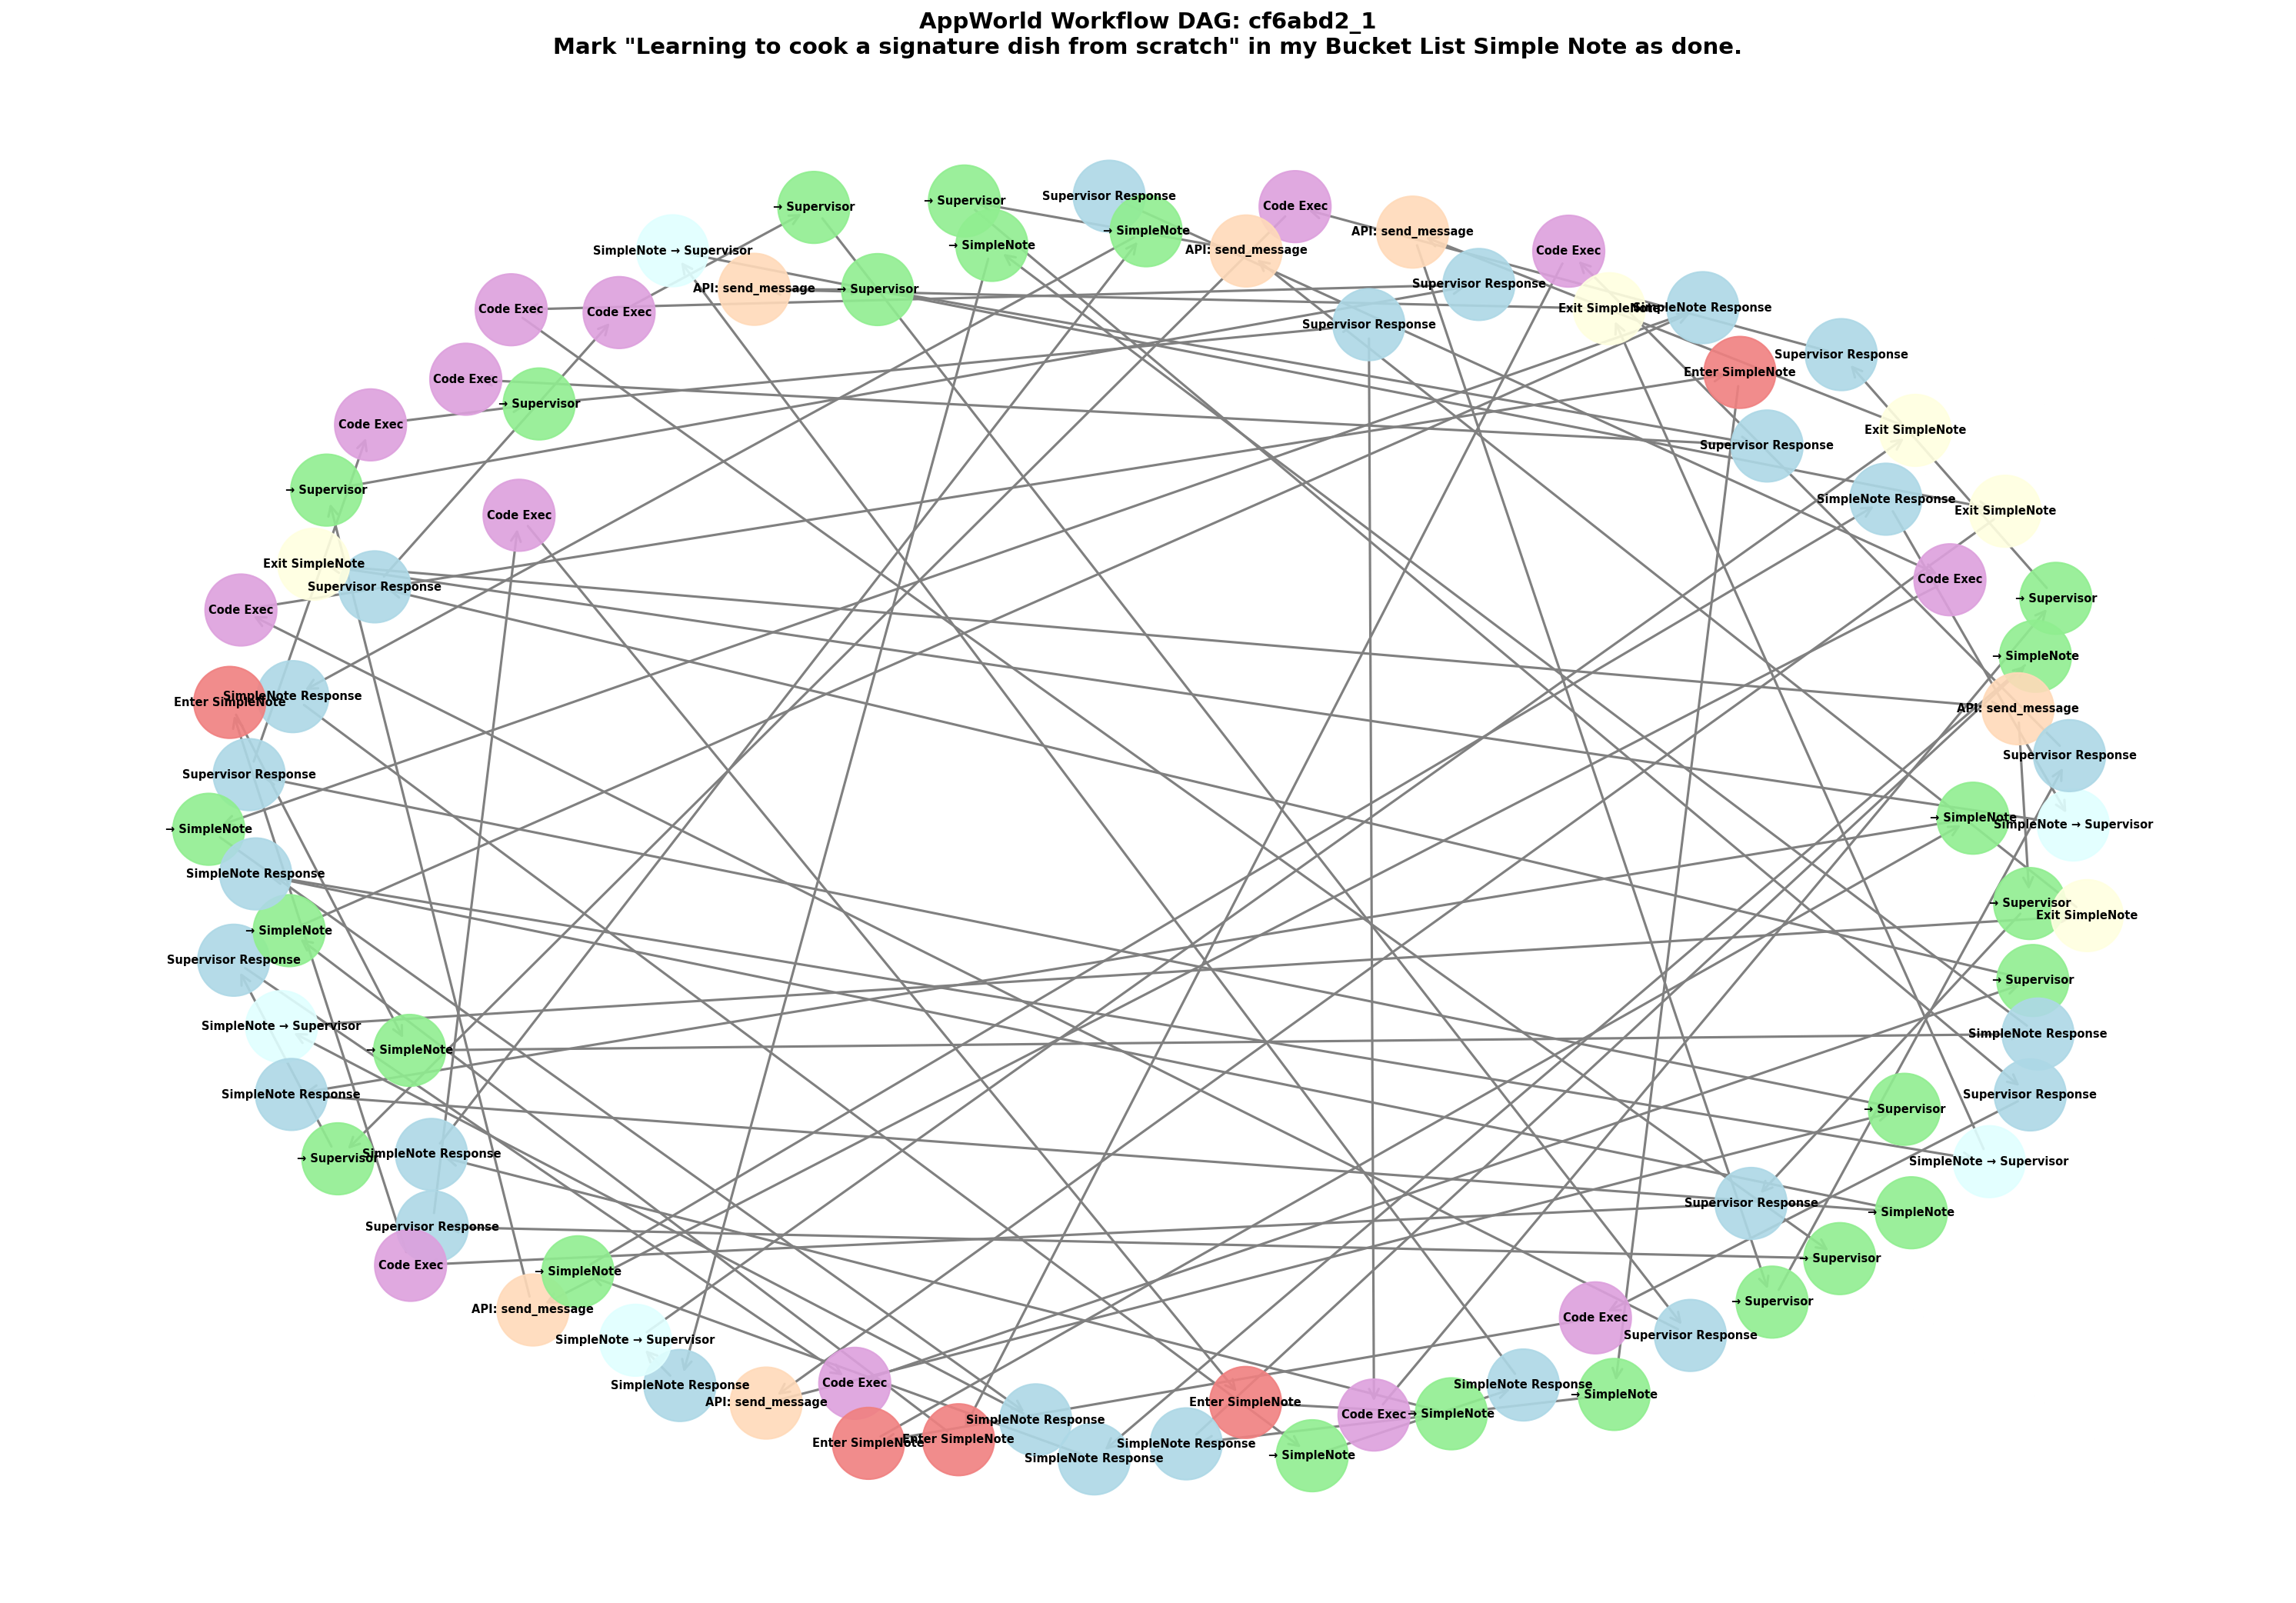 AppWorld Workflow DAG: cf6abd2_1
Mark "Learning to cook a signature dish from scratch" in my Bucket List Simple Note as done.
Supervisor Response
→ Supervisor
→ Supervisor
Code Exec
→ SimpleNote
API: send_message
→ SimpleNote
SimpleNote → Supervisor
API: send_message
Code Exec
Supervisor Response
API: send_message
→ Supervisor
Code Exec
Exit SimpleNote
SimpleNote Response
Code Exec
Supervisor Response
Supervisor Response
Enter SimpleNote
Code Exec
→ Supervisor
Code Exec
Exit SimpleNote
Supervisor Response
→ Supervisor
SimpleNote Response
Exit SimpleNote
Code Exec
Exit SimpleNote
Code Exec
Supervisor Response
→ Supervisor
Code Exec
→ SimpleNote
SimpleNote Response
Enter SimpleNote
API: send_message
Supervisor Response
Supervisor Response
→ SimpleNote
SimpleNote → Supervisor
→ SimpleNote
SimpleNote Response
→ Supervisor
Exit SimpleNote
→ SimpleNote
Supervisor Response
→ Supervisor
SimpleNote → Supervisor
SimpleNote Response
→ SimpleNote
SimpleNote Response
Supervisor Response
→ Supervisor
→ Supervisor
SimpleNote Response
SimpleNote → Supervisor
Supervisor Response
→ SimpleNote
Supervisor Response
→ Supervisor
Code Exec
→ SimpleNote
→ Supervisor
API: send_message
Code Exec
Supervisor Response
SimpleNote → Supervisor
SimpleNote Response
Code Exec
SimpleNote Response
→ SimpleNote
API: send_message
Enter SimpleNote
Code Exec
→ SimpleNote
SimpleNote Response
Enter SimpleNote
Enter SimpleNote
SimpleNote Response
SimpleNote Response
→ SimpleNote